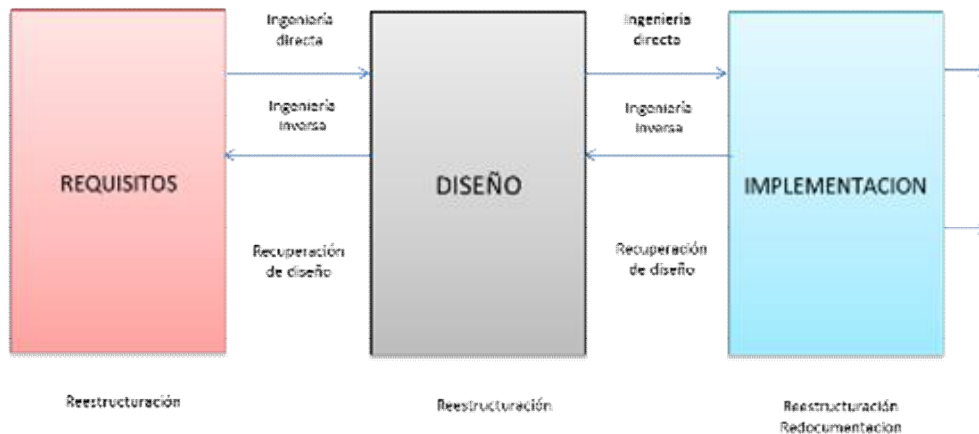 Ingeniería
directa
Ingeniería
directa
Ingeniería
Inversa
Ingeniería
Inversa
REQUISITOS
DISEÑO
IMPLEMENTACION
Recuperación
de diseño
Recuperación
de diseño
Reestructuración
Reestructuración
Reestructuración
Redocumentacion